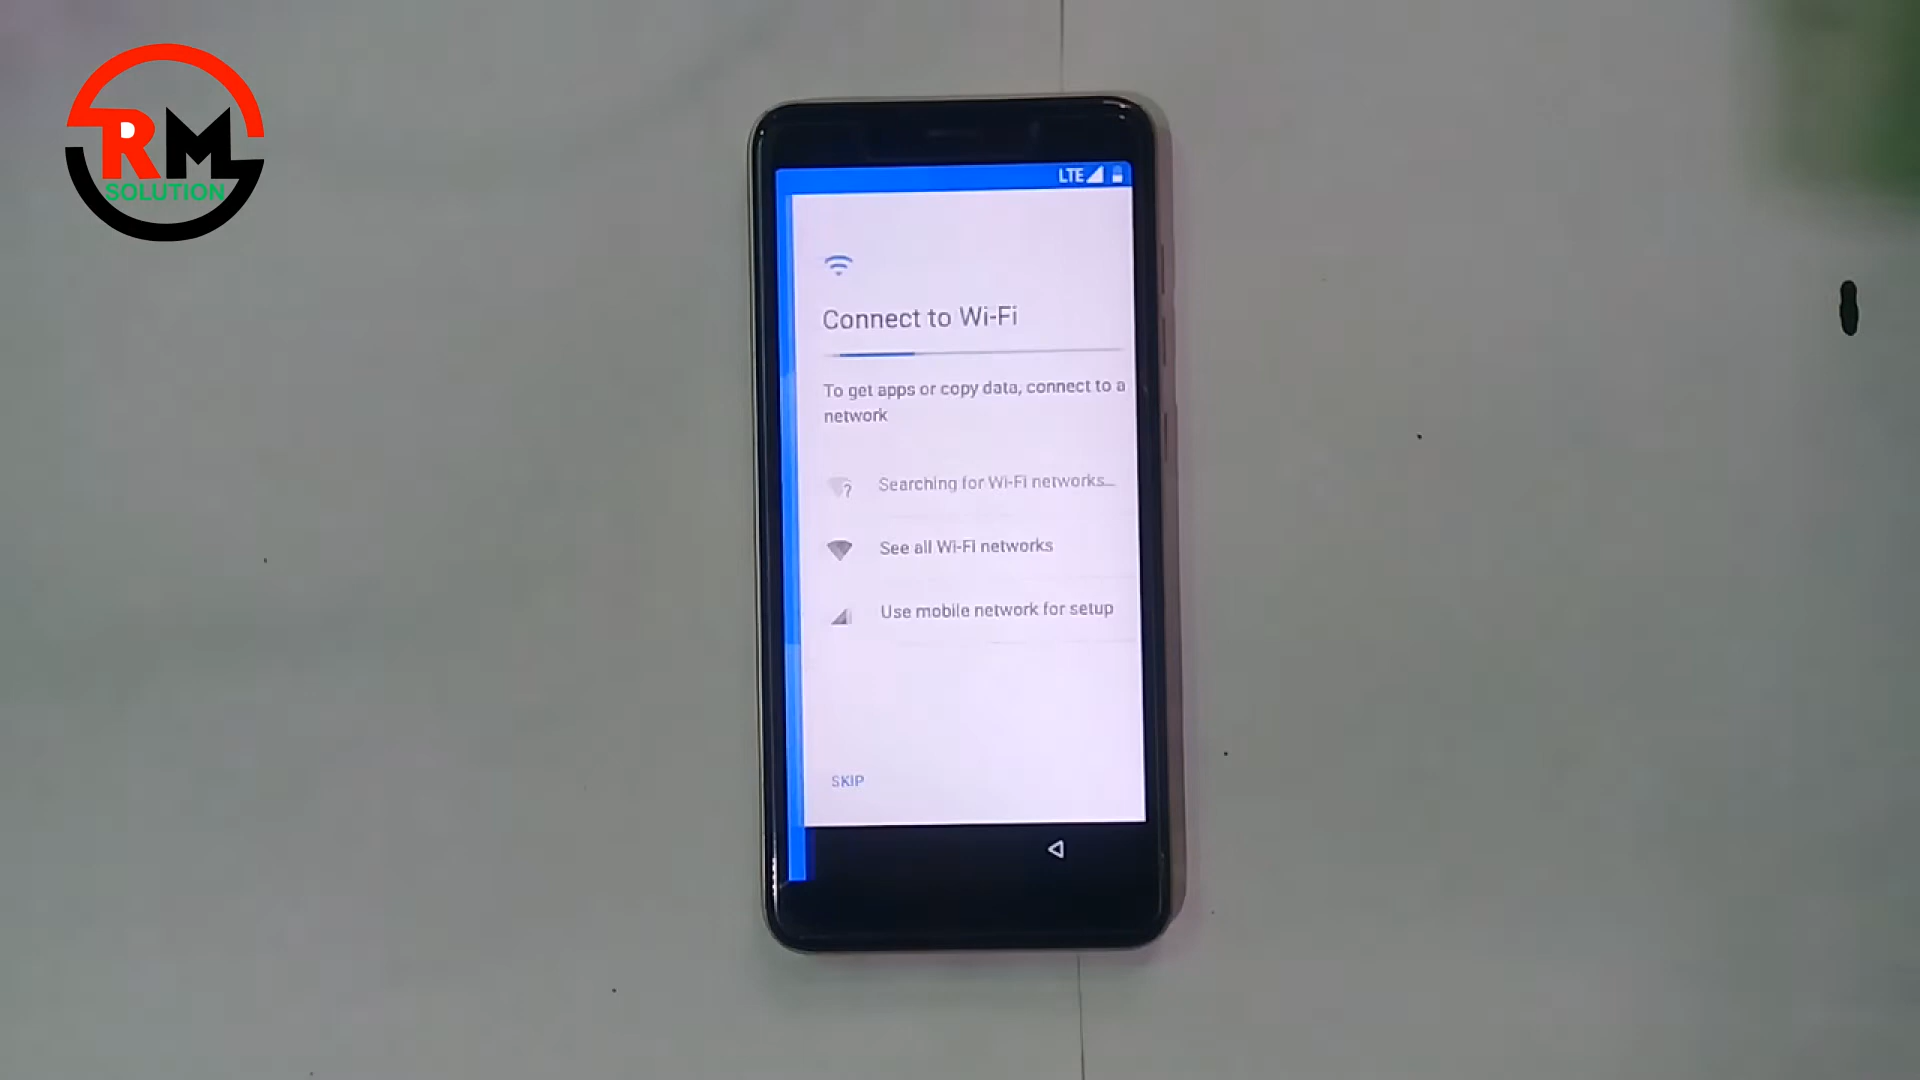 RM
SOLUTION
LTE
Connect to Wi-Fi
To get apps or copy data, connect to a
network
Searching for Wi-Fi networks...
See all Wi-Fi networks
Use mobile network for setup
SKIP